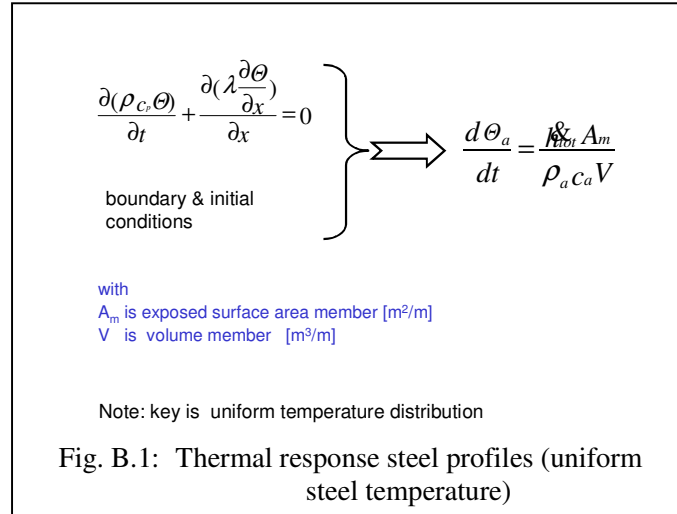 ∂(ρc_pΘ)/∂t + ∂(λ ∂Θ/∂x)/∂x = 0
dΘ_a/dt = A_m/ρ_a c_a V
boundary & initial
conditions
with
A_m is exposed surface area member [m²/m]
V is volume member [m³/m]
Note: key is uniform temperature distribution
Fig. B.1: Thermal response steel profiles (uniform
steel temperature)